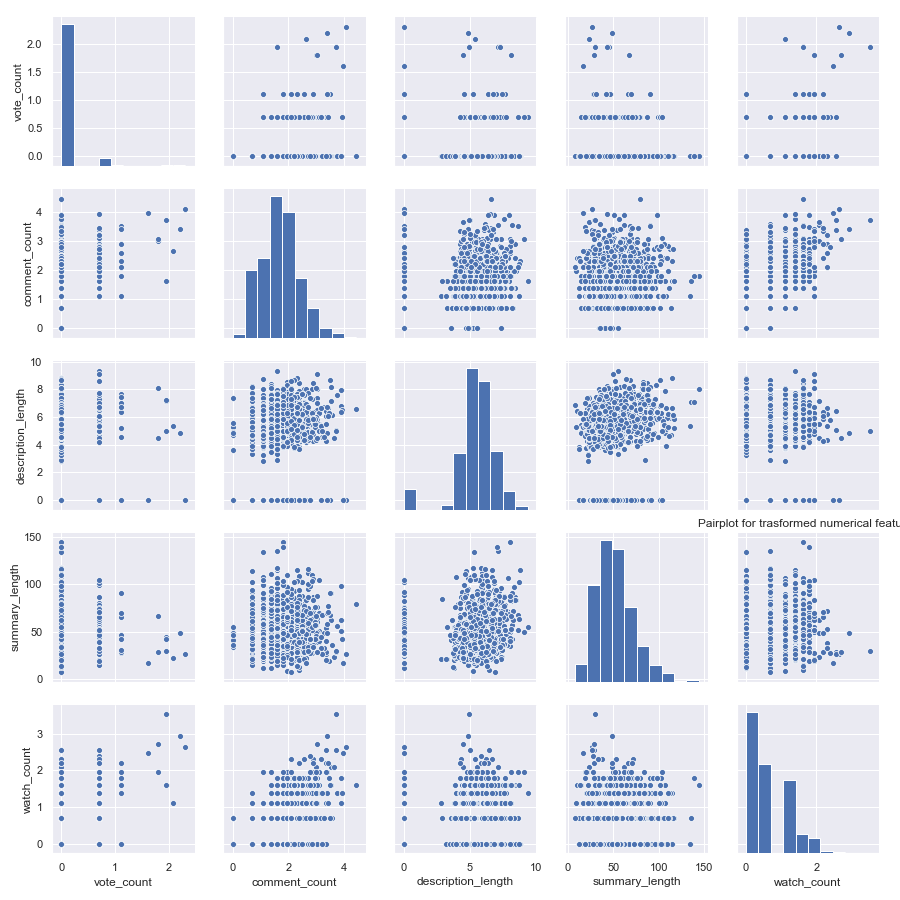 2.0
1.5
1.0
0.5
0.0
vote_count
4
3
2
1
0
comment_count
10
8
6
4
2
0
description_length
Pairplot for trasformed numerical featu
150
100
50
0
summary_length
3
2
1
0
watch_count
0 1 2
0 2 4
0 5 10
0 50 100 150
0 2
vote_count comment_count description_length summary_length watch_count